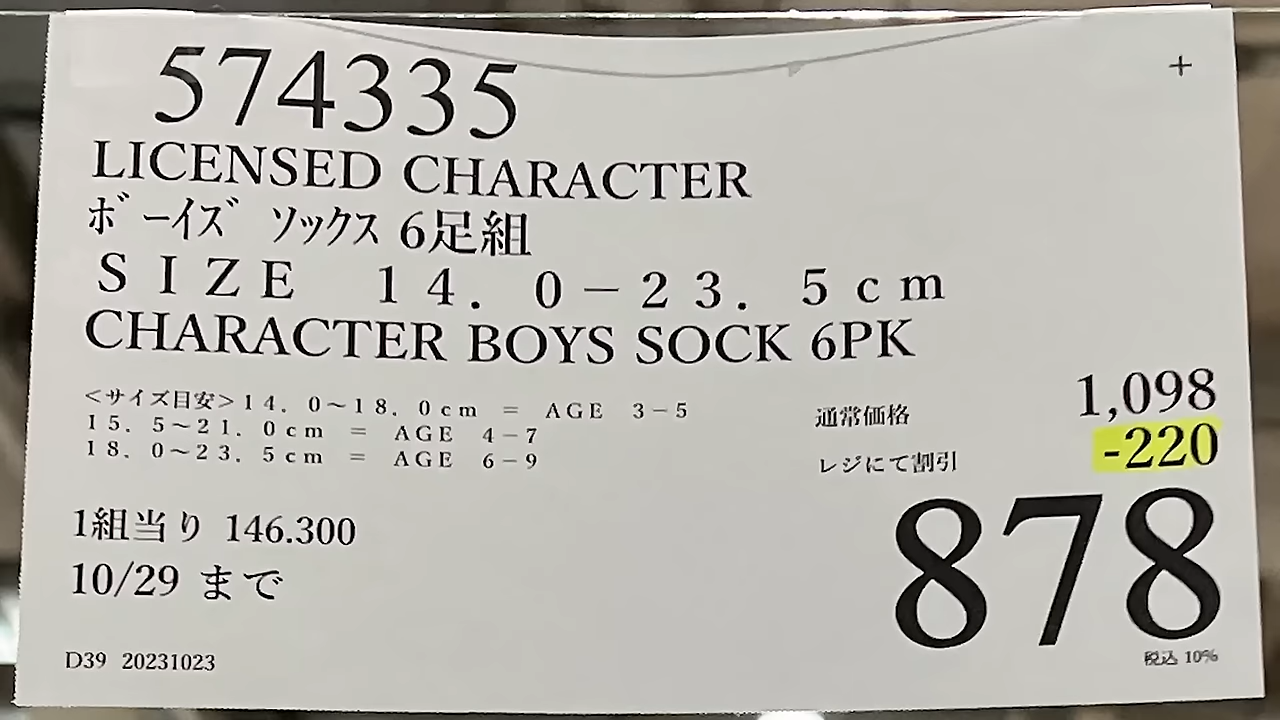 +
574335
LICENSED CHARACTER
ボーイズ ソックス 6足組
SIZE 14.0-23.5cm
CHARACTER BOYS SOCK 6PK
<サイズ目安>14.0~18.0cm = AGE 3-5
15.5~21.0cm = AGE 4-7
18.0~23.5cm = AGE 6-9
通常価格 1,098
レジにて割引 -220
878
税込 10%
1組当り 146.300
10/29 まで
D39 20231023